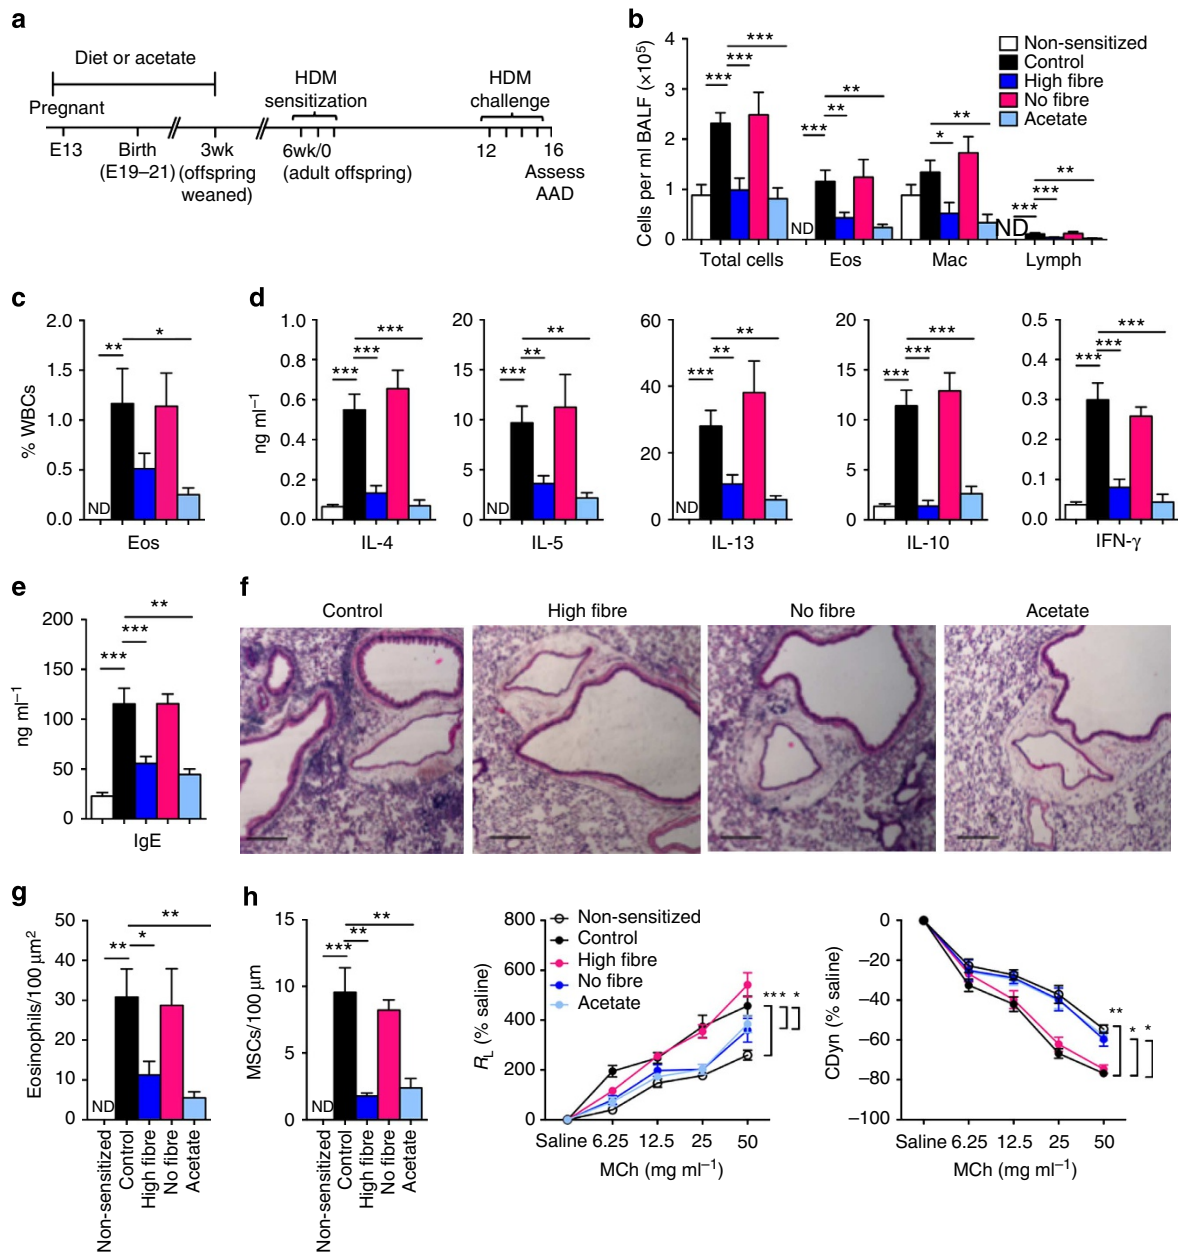 a
Diet or acetate
Pregnant
HDM
sensitization
HDM
challenge
E13
Birth
(E19–21)
3wk
(offspring
weaned)
6wk/0
(adult offspring)
12
16
Assess
AAD
b
Cells per ml BALF (×10⁵)
4
3
2
1
0
***
***
***
***
**
**
*
**
***
***
**
ND
ND
Total cells
Eos
Mac
Lymph
Non-sensitized
Control
High fibre
No fibre
Acetate
c
% WBCs
2.0
1.5
1.0
0.5
0.0
**
*
ND
Eos
d
ng ml⁻¹
1.0
0.8
0.6
0.4
0.2
0.0
***
***
***
IL-4
20
15
10
5
0
***
**
**
ND
IL-5
60
40
20
0
***
**
**
ND
IL-13
20
15
10
5
0
***
***
***
IL-10
0.5
0.4
0.3
0.2
0.1
0.0
***
***
***
IFN-γ
e
ng ml⁻¹
200
150
100
50
0
***
***
**
IgE
f
Control
High fibre
No fibre
Acetate
g
Eosinophils/100 μm²
50
40
30
20
10
0
**
*
**
ND
Non-sensitized
Control
High fibre
No fibre
Acetate
h
MSCs/100 μm
15
10
5
0
***
**
**
ND
Non-sensitized
Control
High fibre
No fibre
Acetate
R_L (% saline)
800
600
400
200
0
Non-sensitized
Control
High fibre
No fibre
Acetate
*** *
Saline 6.25 12.5 25 50
MCh (mg ml⁻¹)
CDyn (% saline)
0
−20
−40
−60
−80
−100
**
*
*
Saline 6.25 12.5 25 50
MCh (mg ml⁻¹)